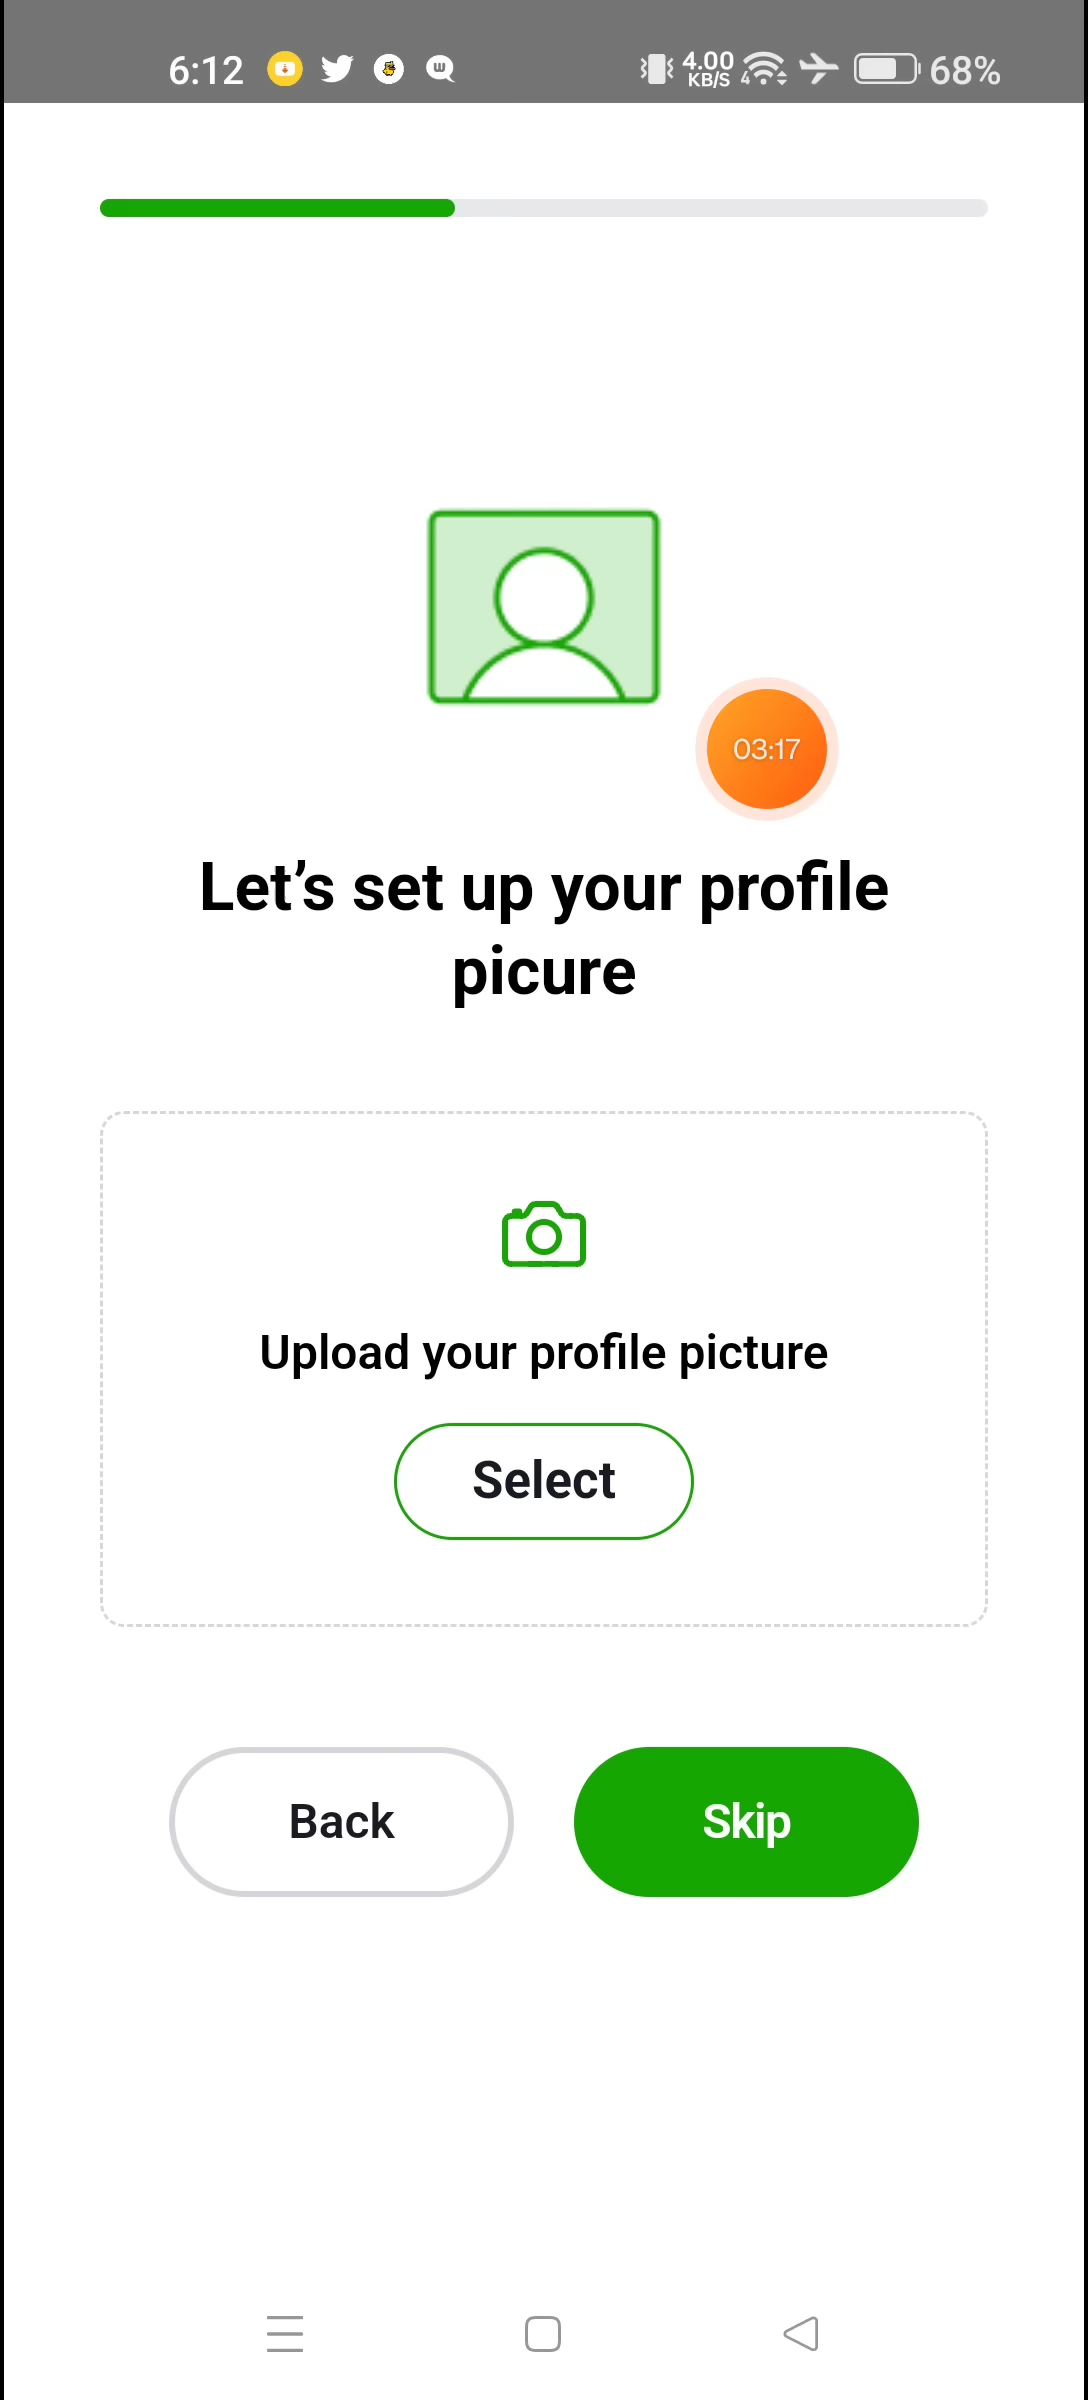 6:12
4.00
KB/S
4
68%
03:17
Let’s set up your profile
picure
Upload your profile picture
Select
Back
Skip